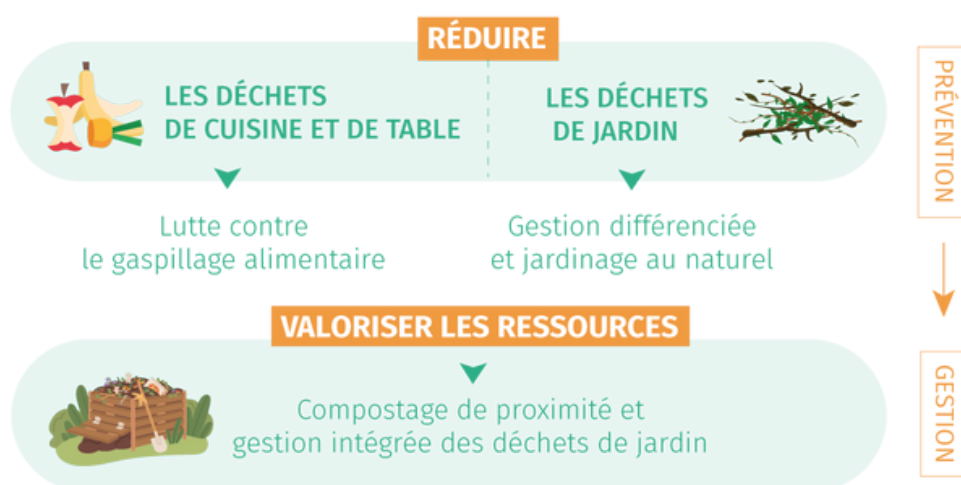 RÉDUIRE
LES DÉCHETS
DE CUISINE ET DE TABLE
LES DÉCHETS
DE JARDIN
Lutte contre
le gaspillage alimentaire
Gestion différenciée
et jardinage au naturel
PRÉVENTION
VALORISER LES RESSOURCES
Compostage de proximité et
gestion intégrée des déchets de jardin
GESTION